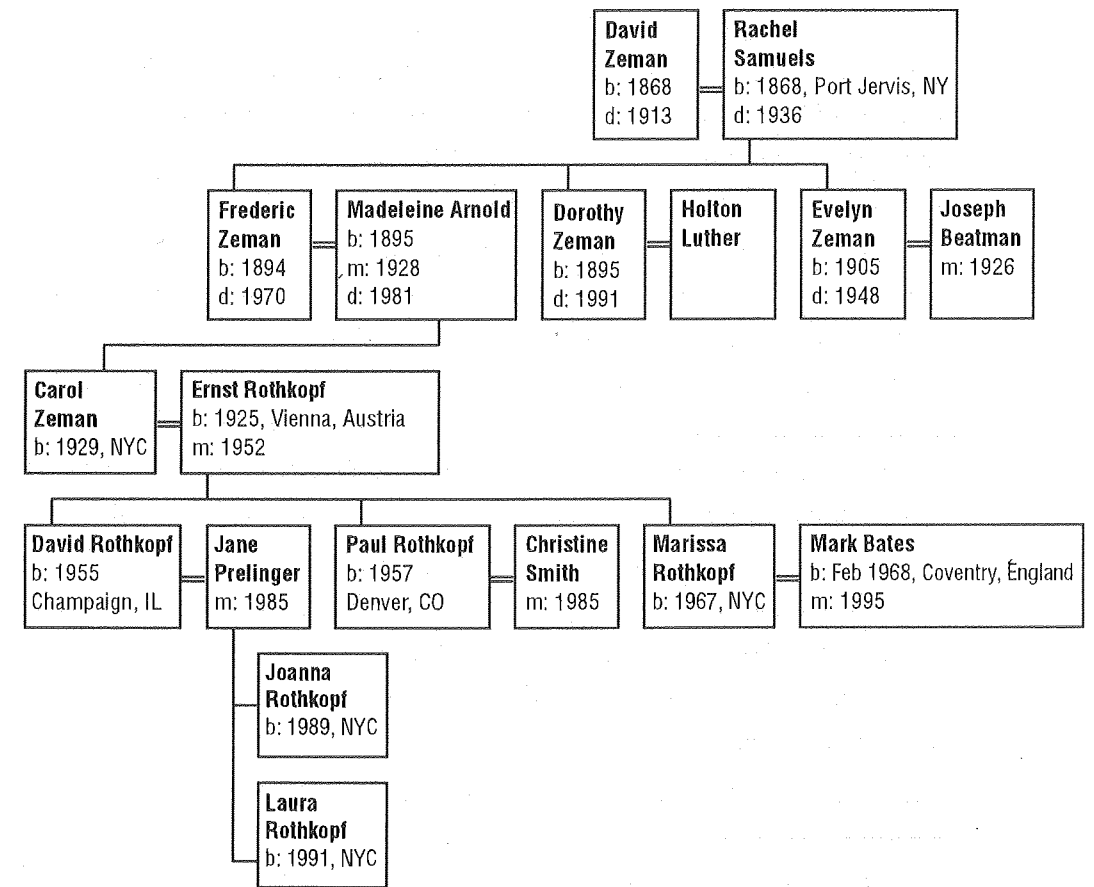 David
Zeman
b: 1868
d: 1913
Rachel
Samuels
b: 1868, Port Jervis, NY
d: 1936
Frederic
Zeman
b: 1894
d: 1970
Madeleine Arnold
b: 1895
m: 1928
d: 1981
Dorothy
Zeman
b: 1895
d: 1991
Holton
Luther
Evelyn
Zeman
b: 1905
d: 1948
Joseph
Beatman
m: 1926
Carol
Zeman
b: 1929, NYC
Ernst Rothkopf
b: 1925, Vienna, Austria
m: 1952
David Rothkopf
b: 1955
Champaign, IL
Jane
Prelinger
m: 1985
Paul Rothkopf
b: 1957
Denver, CO
Christine
Smith
m: 1985
Marissa
Rothkopf
b: 1967, NYC
Mark Bates
b: Feb 1968, Coventry, England
m: 1995
Joanna
Rothkopf
b: 1989, NYC
Laura
Rothkopf
b: 1991, NYC